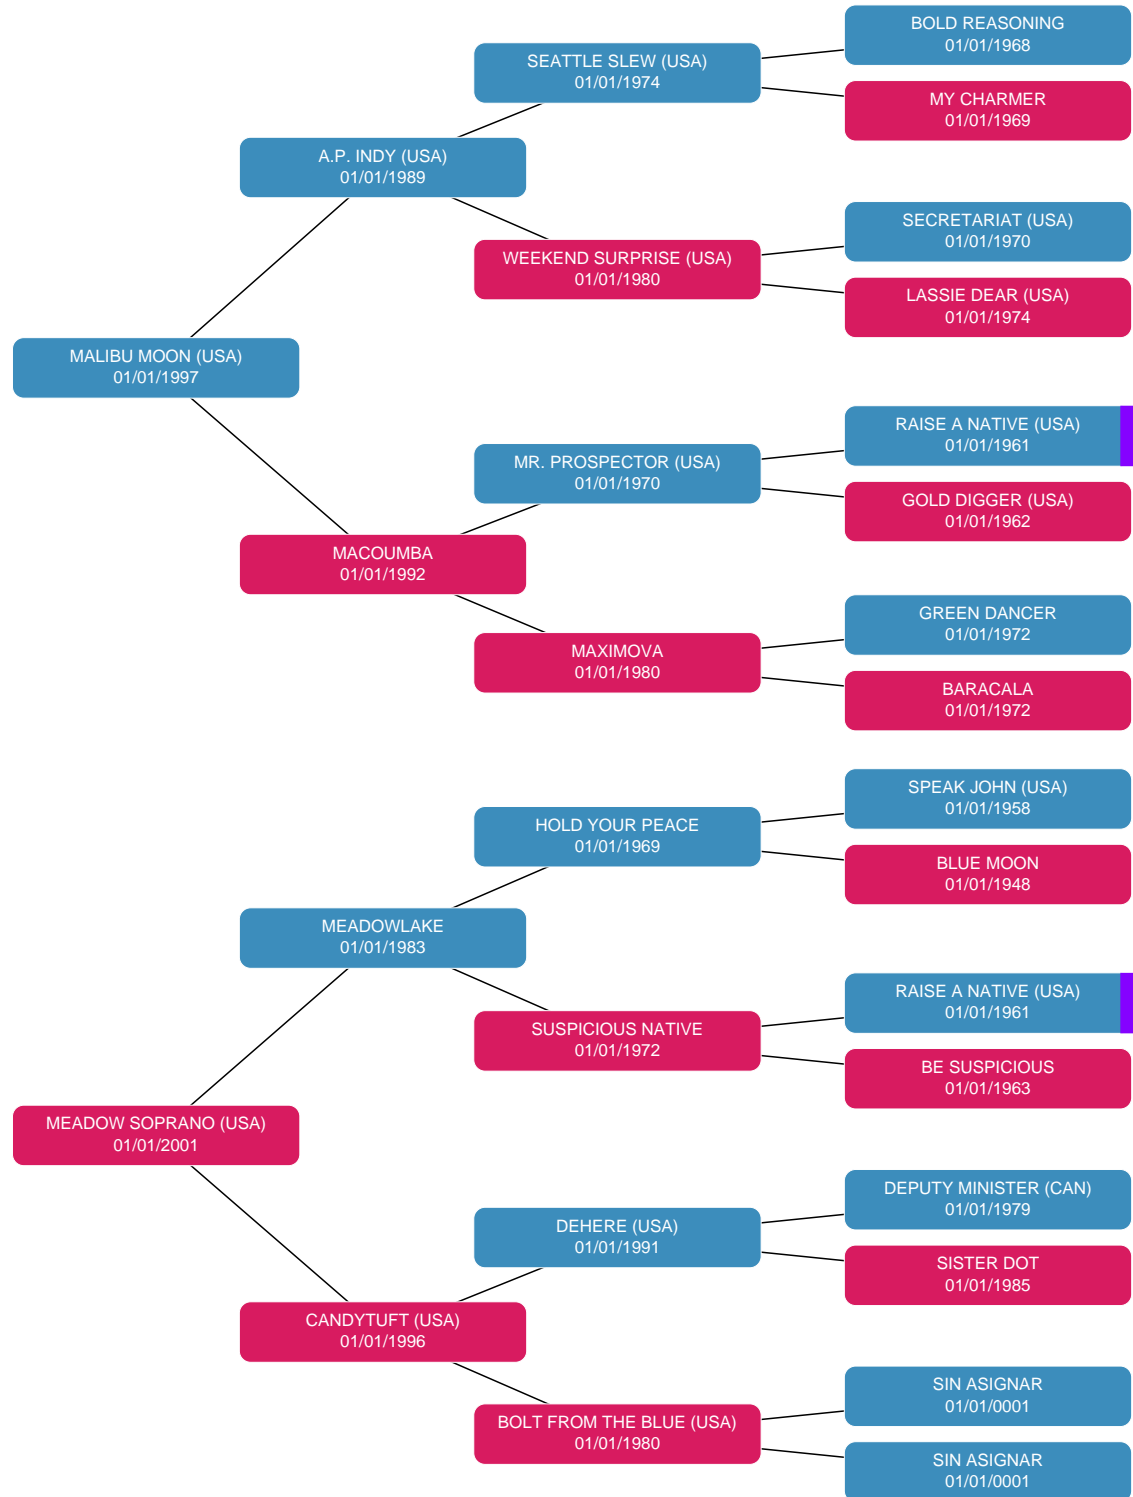 BOLD REASONING
01/01/1968
SEATTLE SLEW (USA)
01/01/1974
MY CHARMER
01/01/1969
A.P. INDY (USA)
01/01/1989
SECRETARIAT (USA)
01/01/1970
WEEKEND SURPRISE (USA)
01/01/1980
LASSIE DEAR (USA)
01/01/1974
MALIBU MOON (USA)
01/01/1997
RAISE A NATIVE (USA)
01/01/1961
MR. PROSPECTOR (USA)
01/01/1970
GOLD DIGGER (USA)
01/01/1962
MACOUMBA
01/01/1992
GREEN DANCER
01/01/1972
MAXIMOVA
01/01/1980
BARACALA
01/01/1972
SPEAK JOHN (USA)
01/01/1958
HOLD YOUR PEACE
01/01/1969
BLUE MOON
01/01/1948
MEADOWLAKE
01/01/1983
RAISE A NATIVE (USA)
01/01/1961
SUSPICIOUS NATIVE
01/01/1972
BE SUSPICIOUS
01/01/1963
MEADOW SOPRANO (USA)
01/01/2001
DEPUTY MINISTER (CAN)
01/01/1979
DEHERE (USA)
01/01/1991
SISTER DOT
01/01/1985
CANDYTUFT (USA)
01/01/1996
SIN ASIGNAR
01/01/0001
BOLT FROM THE BLUE (USA)
01/01/1980
SIN ASIGNAR
01/01/0001